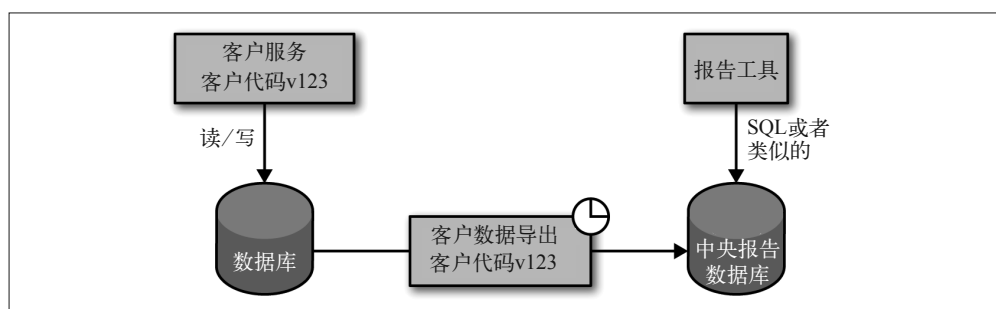 客户服务
客户代码v123
报告工具
读/写
SQL或者
类似的
数据库
客户数据导出
客户代码v123
中央报告
数据库